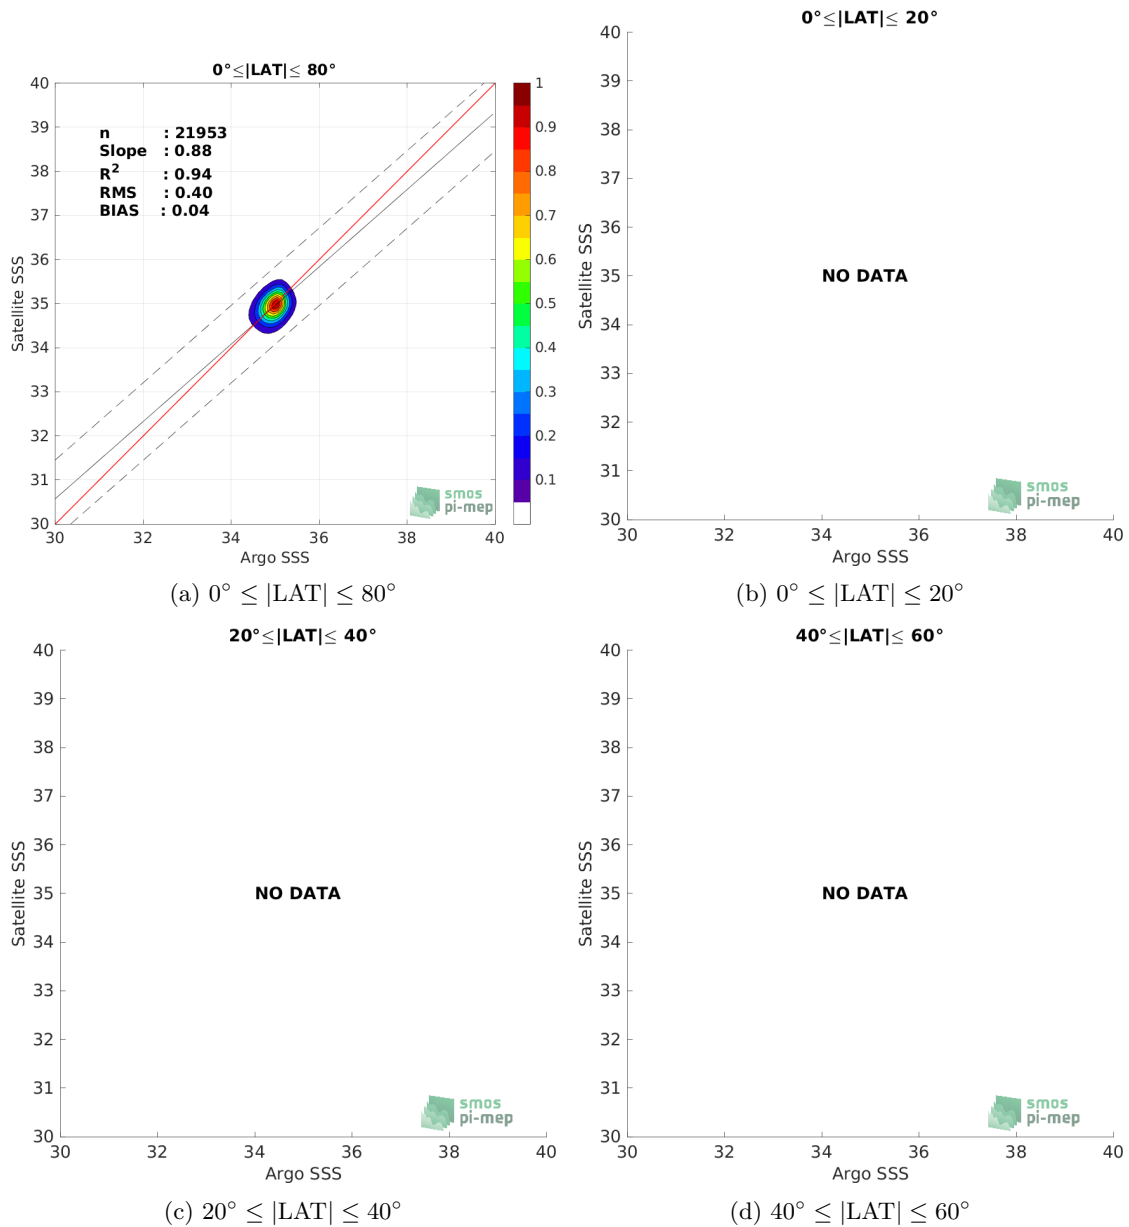 0°≤|LAT|≤ 80°
40
39
38
37
36
35
34
33
32
31
30
n : 21953
Slope : 0.88
R² : 0.94
RMS : 0.40
BIAS : 0.04
Satellite SSS
30 32 34 36 38 40
Argo SSS
smos
pi-mep
1
0.9
0.8
0.7
0.6
0.5
0.4
0.3
0.2
0.1
(a) 0° ≤ |LAT| ≤ 80°
0°≤|LAT|≤ 20°
40
39
38
37
36
35
34
33
32
31
30
Satellite SSS
NO DATA
smos
pi-mep
30 32 34 36 38 40
Argo SSS
(b) 0° ≤ |LAT| ≤ 20°
20°≤|LAT|≤ 40°
40
39
38
37
36
35
34
33
32
31
30
Satellite SSS
NO DATA
smos
pi-mep
30 32 34 36 38 40
Argo SSS
(c) 20° ≤ |LAT| ≤ 40°
40°≤|LAT|≤ 60°
40
39
38
37
36
35
34
33
32
31
30
Satellite SSS
NO DATA
smos
pi-mep
30 32 34 36 38 40
Argo SSS
(d) 40° ≤ |LAT| ≤ 60°